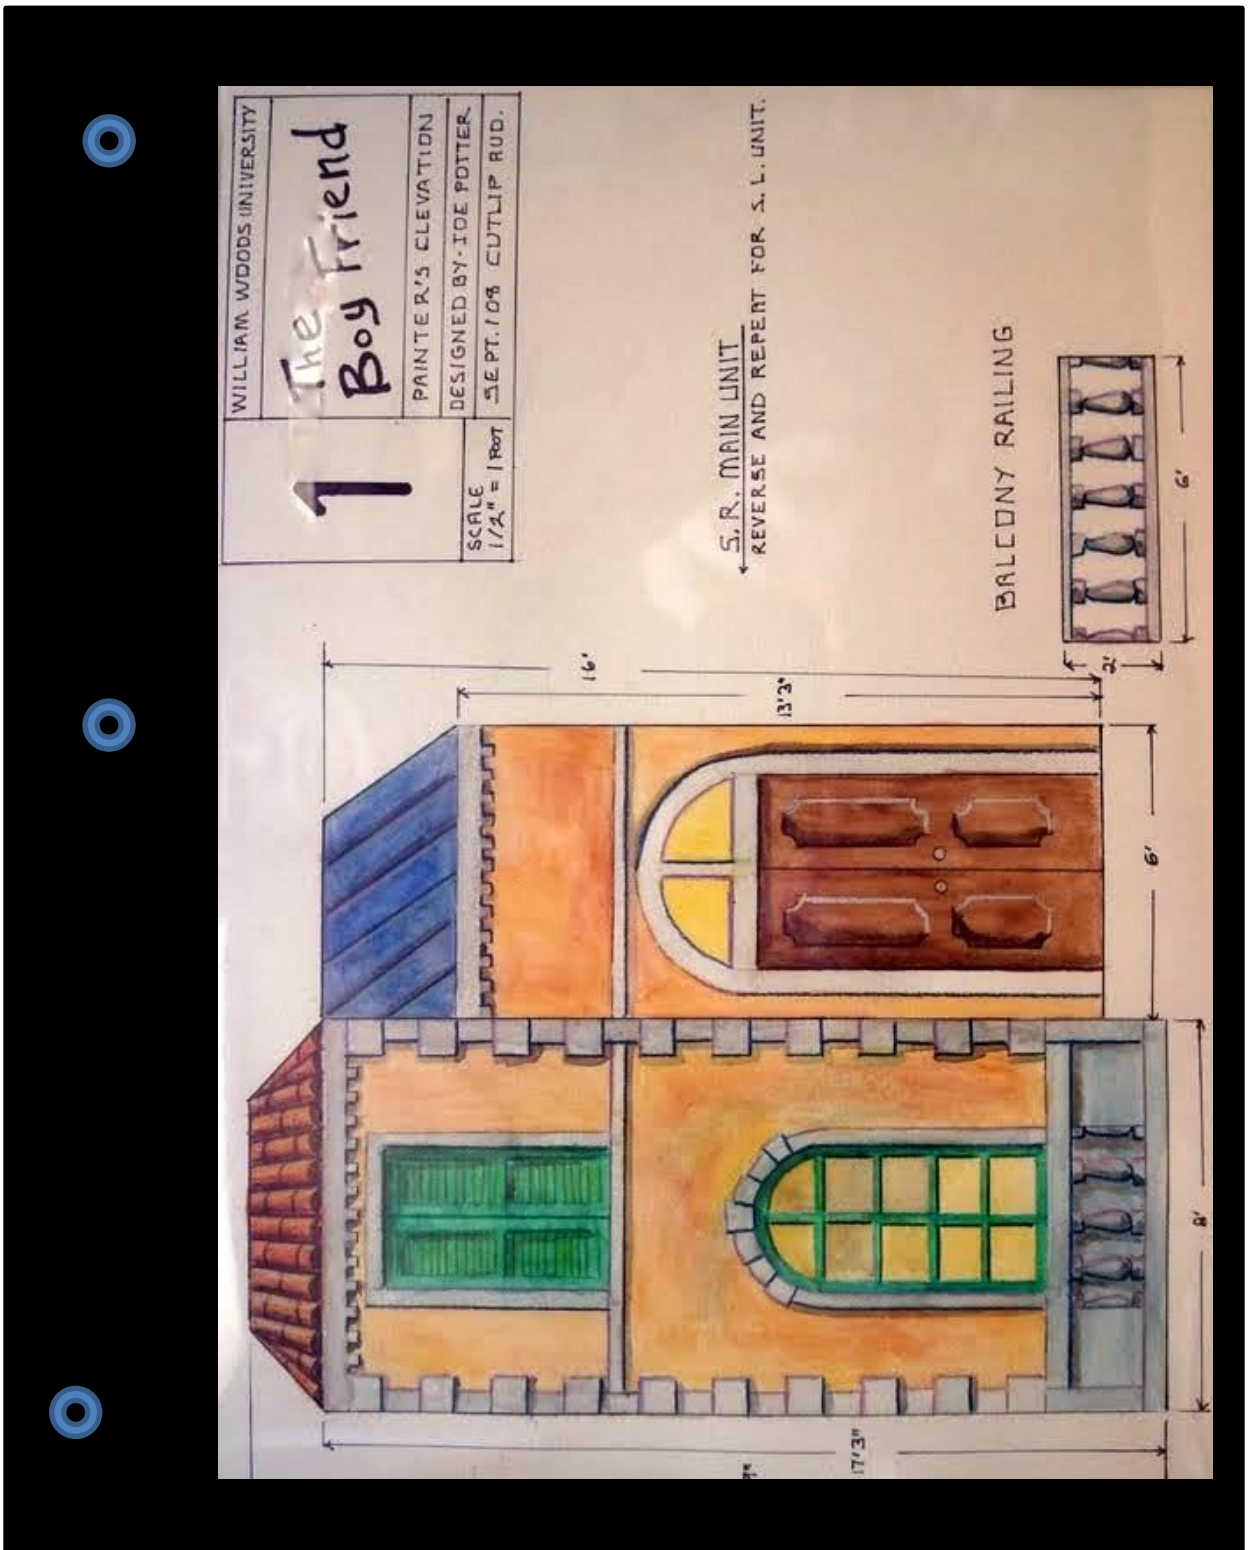 WILLIAM WOODS UNIVERSITY
1
The
Boy Friend
PAINTER'S ELEVATION
DESIGNED BY-JOE POTTER
SCALE
1/2" = 1 FOOT
SEPT./08 CUTLIP AUD.
S.R. MAIN UNIT
REVERSE AND REPEAT FOR S.L. UNIT.
BALCONY RAILING
6'
2'
16'
13'3"
6'
8'
17'3"